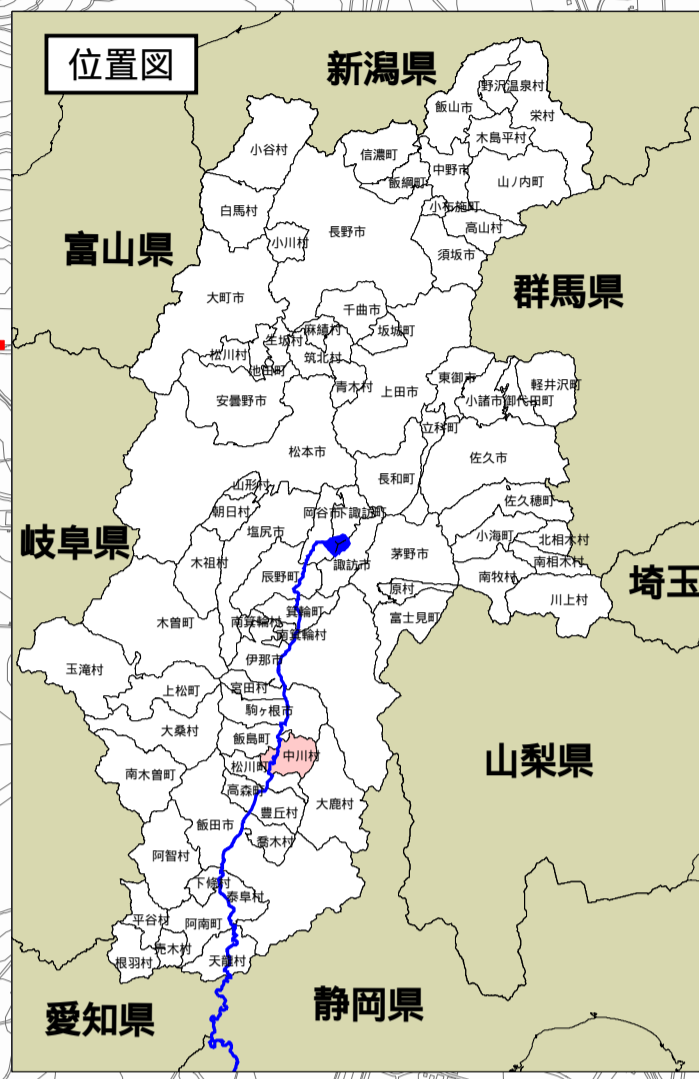 位置図
新潟県
野沢温泉村
飯山市
栄村
木島平村
小谷村
信濃町
中野市
飯綱町
山ノ内町
白馬村
小布施町
高山村
長野市
小川村
須坂市
富山県
群馬県
大町市
千曲市
麻績村
坂城町
生坂村
松川村
筑北村
池田町
青木村
東御市
軽井沢町
上田市
小諸市
御代田町
安曇野市
立科町
松本市
佐久市
長和町
山形村
佐久穂町
朝日村
岡谷市
下諏訪町
塩尻市
小海町
北相木村
岐阜県
茅野市
木祖村
諏訪市
南相木村
辰野町
南牧村
埼玉
原村
川上村
箕輪町
富士見町
木曽町
南箕輪村
南箕輪村
伊那市
玉滝村
宮田村
上松町
駒ヶ根市
大桑村
飯島町
中川村
山梨県
松川町
南木曽町
高森町
大鹿村
豊丘村
飯田市
喬木村
阿智村
下條村
泰阜村
平谷村
阿南町
売木村
根羽村
天龍村
静岡県
愛知県